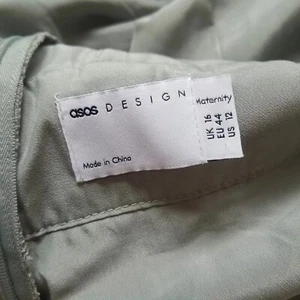 asos DESIGN
Made in China
Maternity
UK 16
EU 44
US 12